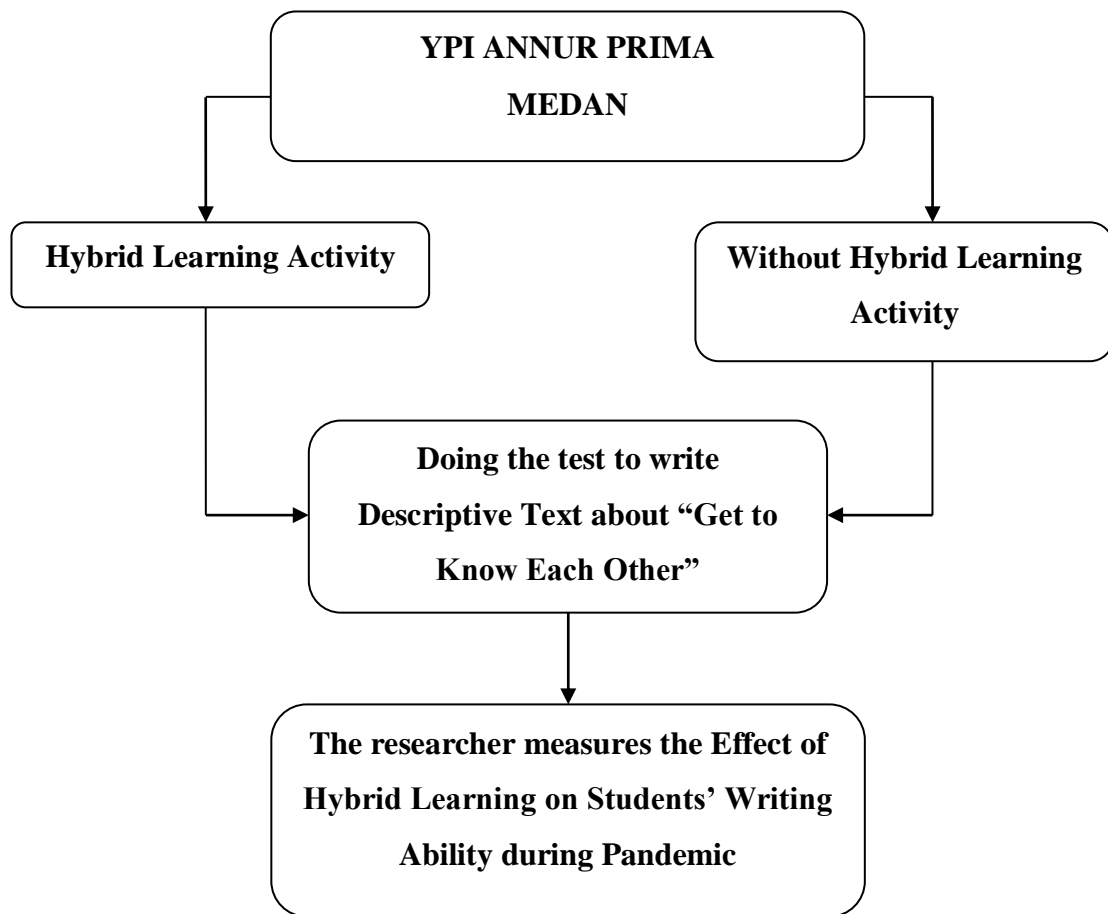 YPI ANNUR PRIMA
MEDAN
Hybrid Learning Activity
Without Hybrid Learning
Activity
Doing the test to write
Descriptive Text about “Get to
Know Each Other”
The researcher measures the Effect of
Hybrid Learning on Students’ Writing
Ability during Pandemic